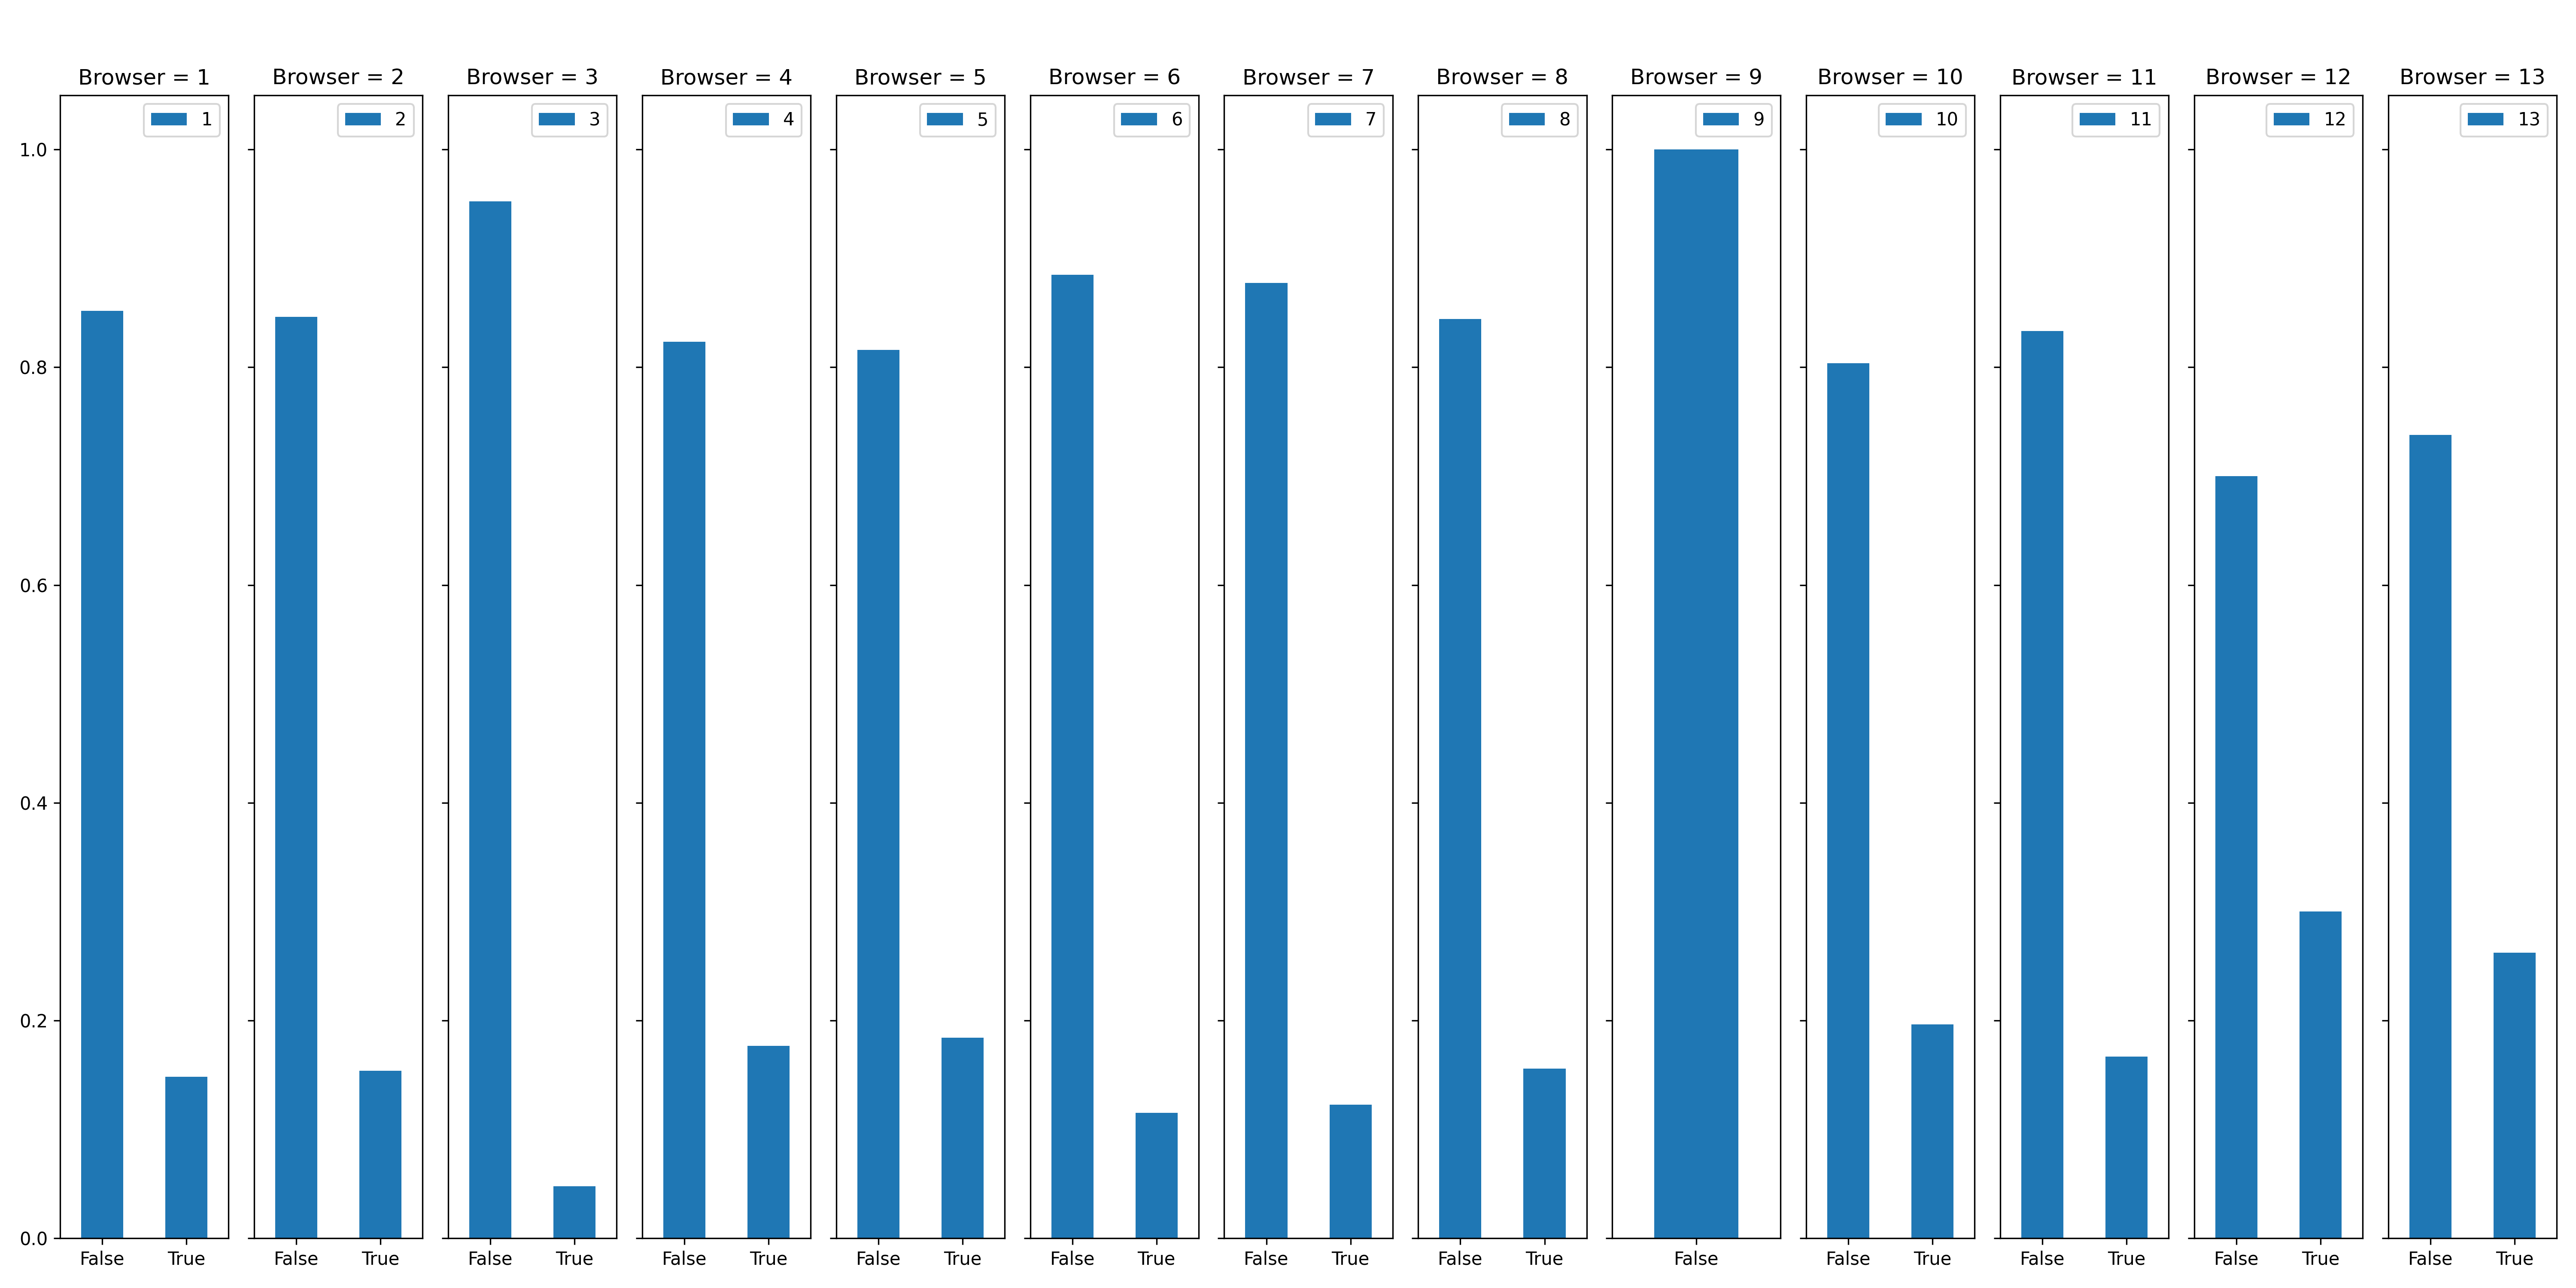 Browser = 1 Browser = 2 Browser = 3 Browser = 4 Browser = 5 Browser = 6 Browser = 7 Browser = 8 Browser = 9 Browser = 10 Browser = 11 Browser = 12 Browser = 13
1 2 3 4 5 6 7 8 9 10 11 12 13
1.0
0.8
0.6
0.4
0.2
0.0
False True False True False True False True False True False True False True False True False False True False True False True False True